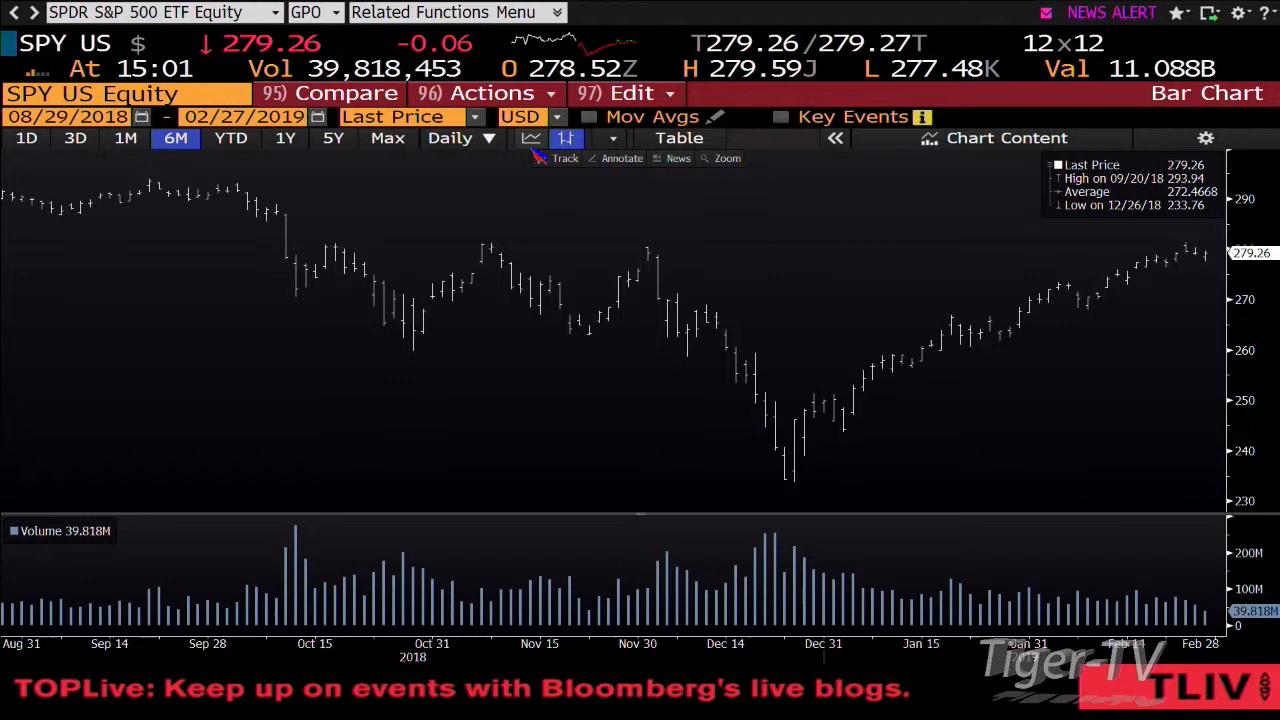 SPDR S&P 500 ETF Equity GPO Related Functions Menu NEWS ALERT ?
SPY US $ ↓ 279.26 -0.06 T279.26 /279.27T 12x12
At 15:01 Vol 39,818,453 O 278.52Z H 279.59J L 277.48K Val 11.088B
SPY US Equity 95) Compare 96) Actions 97) Edit Bar Chart
08/29/2018 - 02/27/2019 Last Price USD Mov Avgs Key Events i
1D 3D 1M 6M YTD 1Y 5Y Max Daily ▼ Table « Chart Content
Track Annotate News Zoom
Last Price 279.26
High on 09/20/18 293.94
Average 272.4668
Low on 12/26/18 233.76
290
279.26
270
260
250
240
230
Volume 39.818M
200M
100M
39.818M
0
Aug 31 Sep 14 Sep 28 Oct 15 Oct 31 Nov 15 Nov 30 Dec 14 Dec 31 Jan 15 Jan 31 Feb 14 Feb 28
2018 2019
Tiger-TV
TOPLive: Keep up on events with Bloomberg's live blogs. TLIV